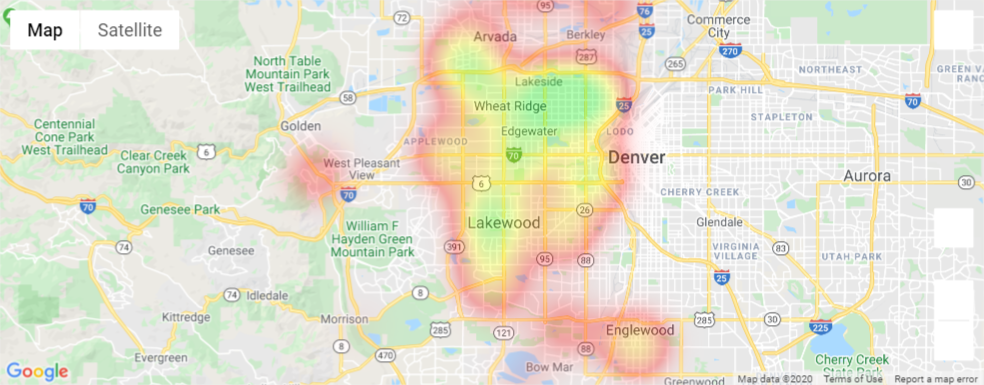 Map
Satellite
72
95
76
25
Commerce
City
270
Arvada
Berkley
287
265
NORTHEAST
GREEN V
RANC
North Table
Mountain Park
West Trailhead
58
Lakeside
Wheat Ridge
25
PARK HILL
70
STAPLETON
Golden
Centennial
Cone Park
West Trailhead
6
APPLEWOOD
Edgewater
LODO
70
Denver
Clear Creek
Canyon Park
West Pleasant
View
6
Aurora
30
CHERRY CREEK
70
70
Genesee Park
26
Lakewood
Glendale
William F
Hayden Green
Mountain Park
74
Genesee
391
95
88
VIRGINIA
VILLAGE
83
UTAH PARK
25
74
Idledale
8
Kittredge
Morrison
285
121
Englewood
285
30
225
8
470
88
Evergreen
Bow Mar
Cherry Creek
State Park
Greenwood
Google
Map data ©2020
Terms of Use
Report a map error